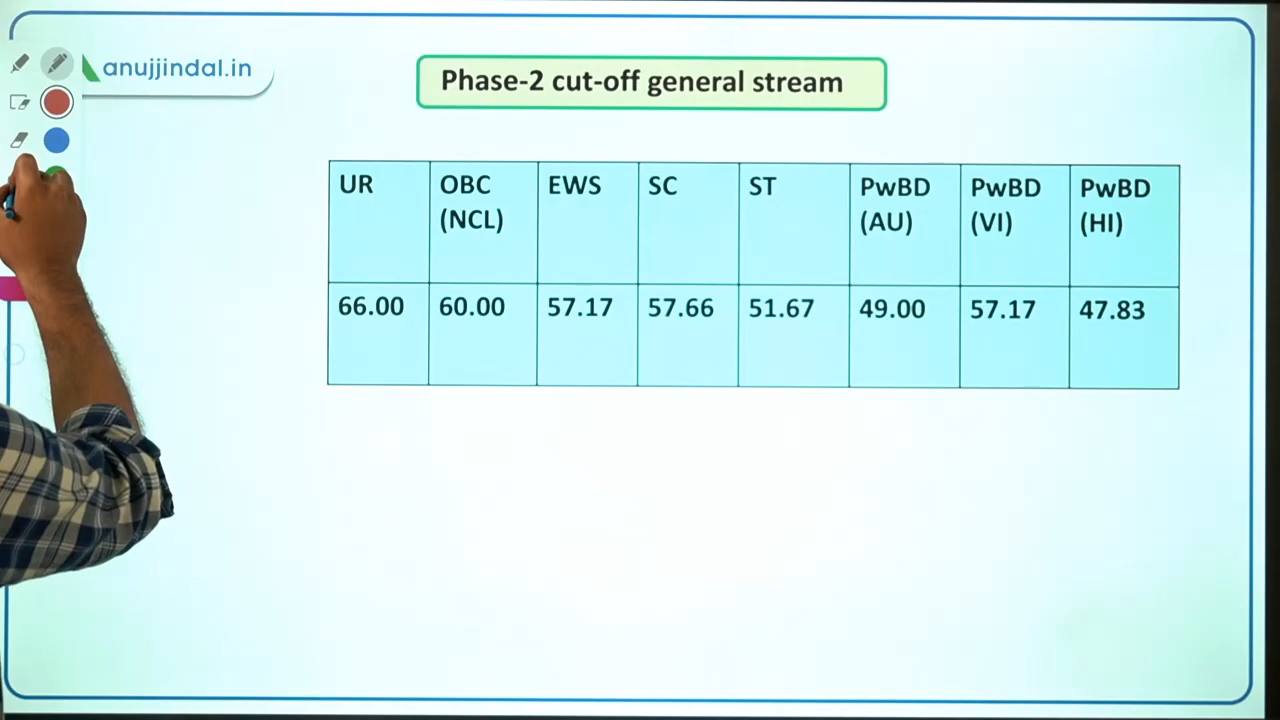 anujjindal.in
Phase-2 cut-off general stream
UR OBC (NCL) EWS SC ST PwBD (AU) PwBD (VI) PwBD (HI)
66.00 60.00 57.17 57.66 51.67 49.00 57.17 47.83